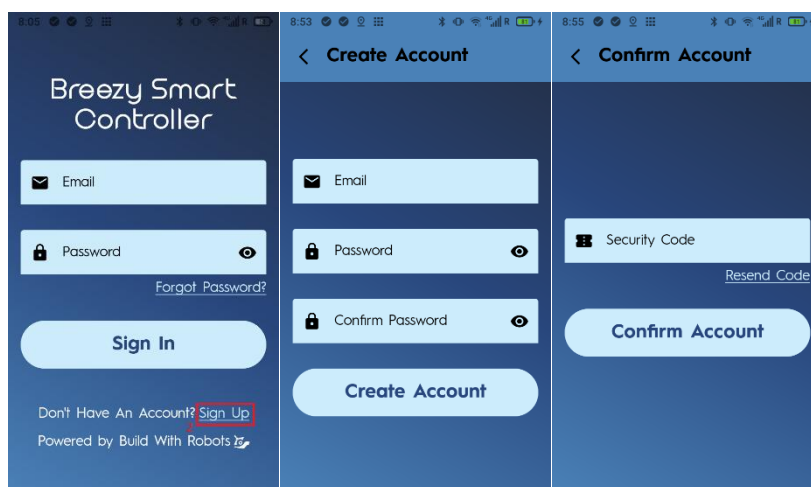 8:05
Breezy Smart
Controller
Email
Password
Forgot Password?
Sign In
Don't Have An Account? Sign Up
Powered by Build With Robots
8:53
Create Account
Email
Password
Confirm Password
Create Account
8:55
Confirm Account
Security Code
Resend Code
Confirm Account